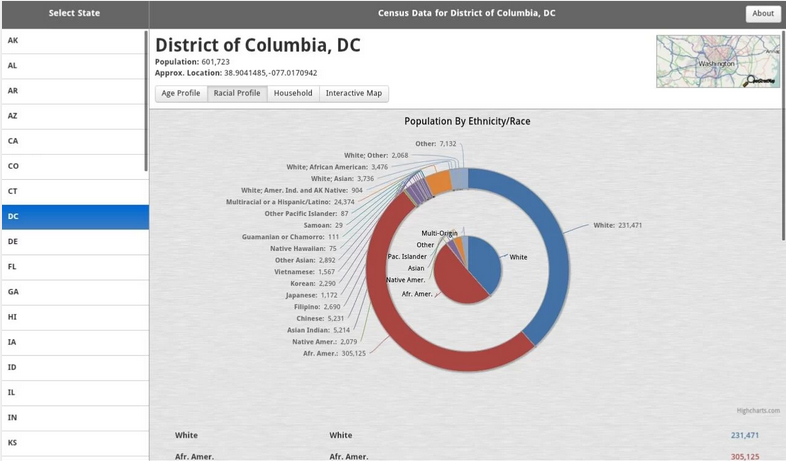 Select State
Census Data for District of Columbia, DC
About
AK
AL
AR
AZ
CA
CO
CT
DC
DE
FL
GA
HI
IA
ID
IL
IN
KS
District of Columbia, DC
Population: 601,723
Approx. Location: 38.9041485,-077.0170942
Washington
Age Profile
Racial Profile
Household
Interactive Map
Population By Ethnicity/Race
Other: 7,132
White; Other: 2,068
White; African American: 3,476
White; Asian: 3,736
White; Amer. Ind. and AK Native: 904
Multiracial or a Hispanic/Latino: 24,374
Other Pacific Islander: 87
Samoan: 29
Guamanian or Chamorro: 111
Native Hawaiian: 75
Other Asian: 2,892
Vietnamese: 1,567
Korean: 2,290
Japanese: 1,172
Filipino: 2,690
Chinese: 5,231
Asian Indian: 5,214
Native Amer.: 2,079
Afr. Amer.: 305,125
White: 231,471
Multi-Origin
Other
Pac. Islander
Asian
Native Amer.
Afr. Amer.
White
Highcharts.com
White White 231,471
Afr. Amer. Afr. Amer. 305,125